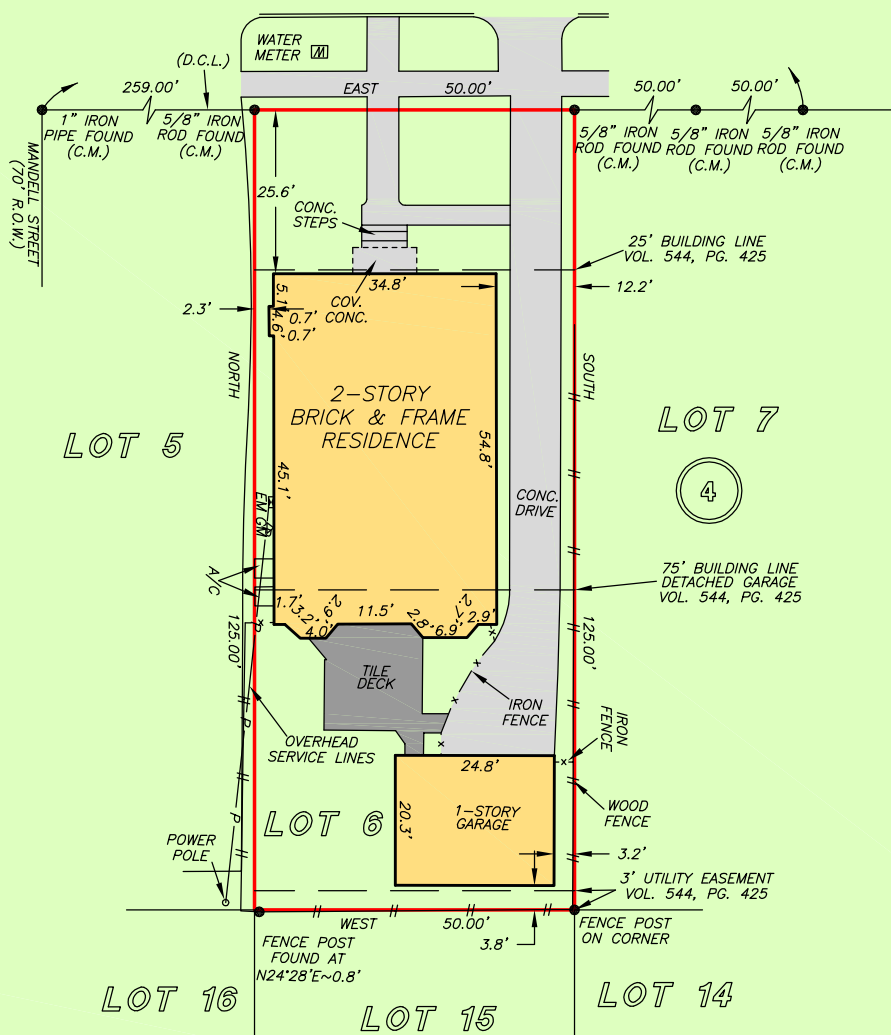 WATER
METER
M
(D.C.L.)
259.00'
EAST
50.00'
50.00'
50.00'
1" IRON
PIPE FOUND
(C.M.)
5/8" IRON
ROD FOUND
(C.M.)
5/8" IRON
ROD FOUND
(C.M.)
5/8" IRON
ROD FOUND
(C.M.)
5/8" IRON
ROD FOUND
(C.M.)
MANDELL STREET
(70' R.O.W.)
25.6'
CONC.
STEPS
25' BUILDING LINE
VOL. 544, PG. 425
34.8'
12.2'
COV.
CONC.
5.1'
4.6'
0.7'
0.7'
2.3'
NORTH
SOUTH
2-STORY
BRICK & FRAME
RESIDENCE
LOT 5
LOT 7
4
54.8'
45.1'
EM GM
CONC.
DRIVE
A/C
75' BUILDING LINE
DETACHED GARAGE
VOL. 544, PG. 425
1.7'
3.2'
4.0'
2.9'
11.5'
2.8'
6.9'
2.7'
2.9'
125.00'
125.00'
P
TILE
DECK
IRON
FENCE
IRON
FENCE
OVERHEAD
SERVICE LINES
P
24.8'
20.3'
1-STORY
GARAGE
WOOD
FENCE
LOT 6
P
POWER
POLE
3.2'
3' UTILITY EASEMENT
VOL. 544, PG. 425
WEST
50.00'
FENCE POST
ON CORNER
3.8'
FENCE POST
FOUND AT
N24°28'E~0.8'
LOT 16
LOT 15
LOT 14